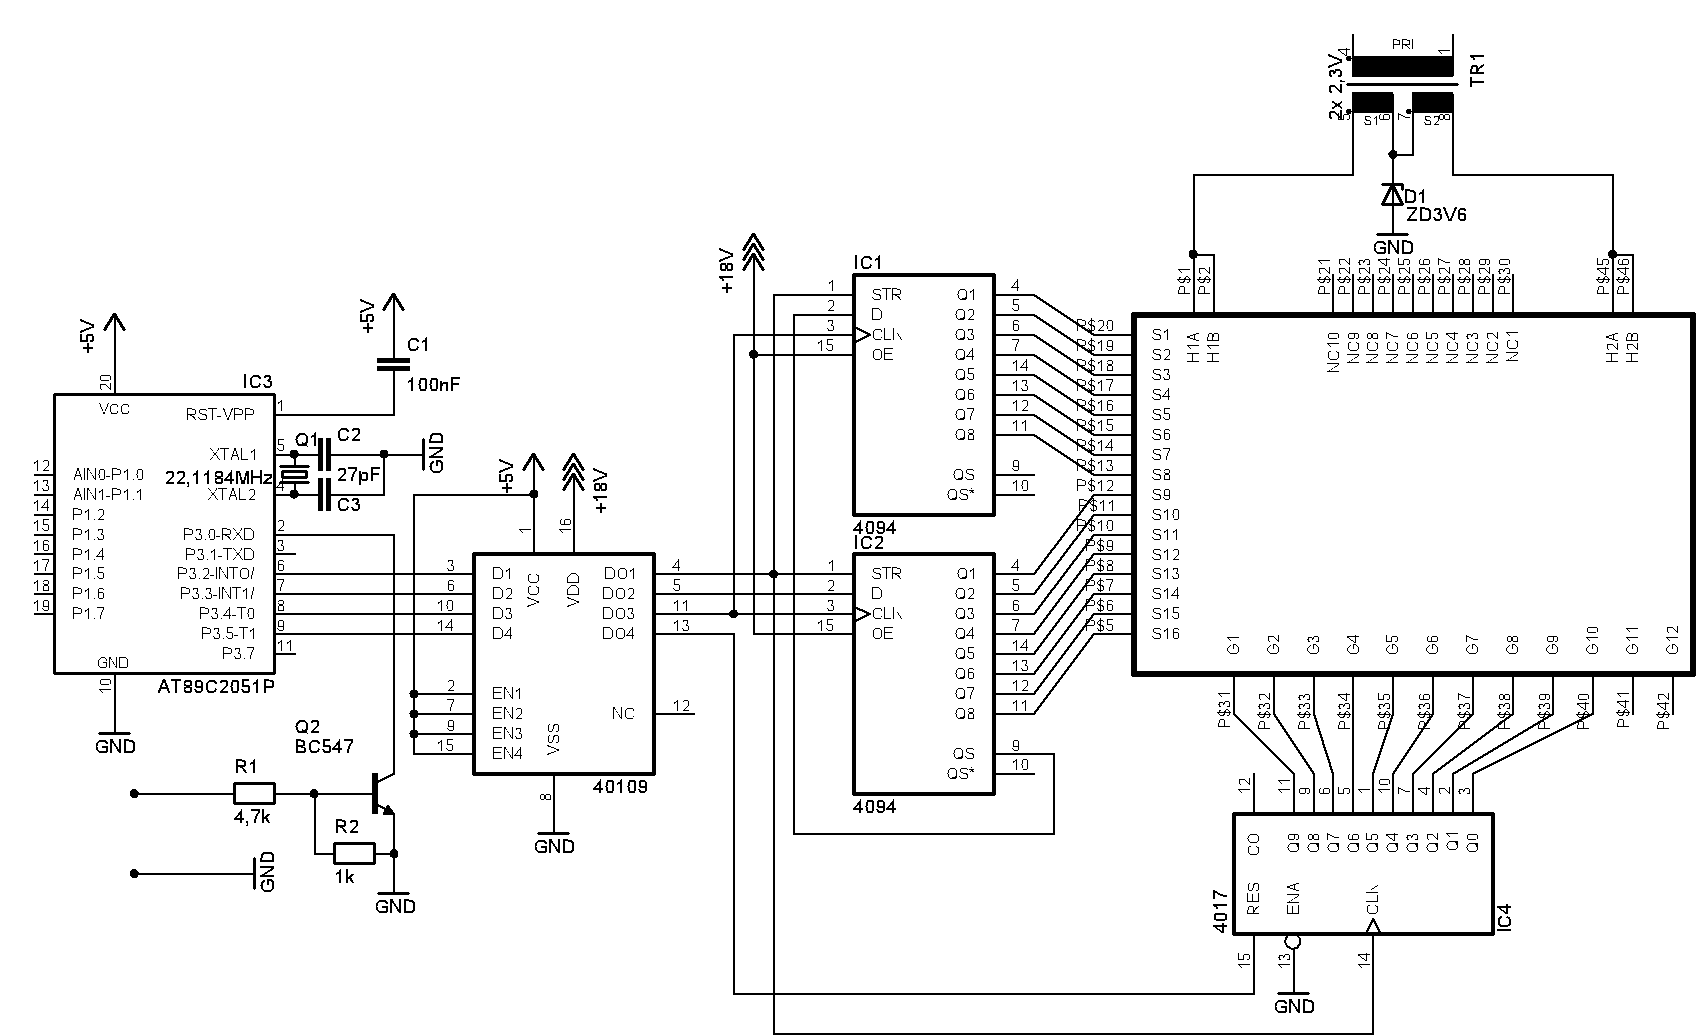 PRI
4
1
TR1
2x 2,3V
5
S1
6
7
S2
8
D1
ZD3V6
GND
P$1
P$2
P$21
P$22
P$23
P$24
P$25
P$26
P$27
P$28
P$29
P$30
P$45
P$46
H1A
H1B
NC10
NC9
NC8
NC7
NC6
NC5
NC4
NC3
NC2
NC1
H2A
H2B
+18V
IC1
1 STR Q1 4
2 D Q2 5
3 CLK Q3 6
15 OE Q4 7
Q5 14
Q6 13
Q7 12
Q8 11
QS 9
QS* 10
4094
P$20 S1
P$19 S2
P$18 S3
P$17 S4
P$16 S5
P$15 S6
P$14 S7
P$13 S8
P$12 S9
P$11 S10
P$10 S11
P$9 S12
P$8 S13
P$7 S14
P$6 S15
P$5 S16
IC2
1 STR Q1 4
2 D Q2 5
3 CLK Q3 6
15 OE Q4 7
Q5 14
Q6 13
Q7 12
Q8 11
QS 9
QS* 10
4094
+5V
+5V
C1
100nF
IC3
20
VCC
RST-VPP 1
XTAL1 5
Q1
C2
GND
22,1184MHz
27pF
XTAL2 4
C3
12 AIN0-P1.0
13 AIN1-P1.1
14 P1.2
15 P1.3
16 P1.4
17 P1.5
18 P1.6
19 P1.7
P3.0-RXD 2
P3.1-TXD 3
P3.2-INT0/ 6
P3.3-INT1/ 7
P3.4-T0 8
P3.5-T1 9
P3.7 11
GND
10
AT89C2051P
GND
+5V
+18V
1
16
3 D1 VCC VDD DO1 4
6 D2 DO2 5
10 D3 DO3 11
14 D4 DO4 13
2 EN1
7 EN2 NC 12
9 EN3 VSS
15 EN4
8
40109
GND
Q2
BC547
R1
4,7k
R2
1k
GND
GND
G1
G2
G3
G4
G5
G6
G7
G8
G9
G10
G11
G12
P$31
P$32
P$33
P$34
P$35
P$36
P$37
P$38
P$39
P$40
P$41
P$42
12
11
9
6
5
1
10
7
4
2
3
CO
Q9
Q8
Q7
Q6
Q5
Q4
Q3
Q2
Q1
Q0
RES
ENA
CLK
4017
IC4
15
13
14
GND